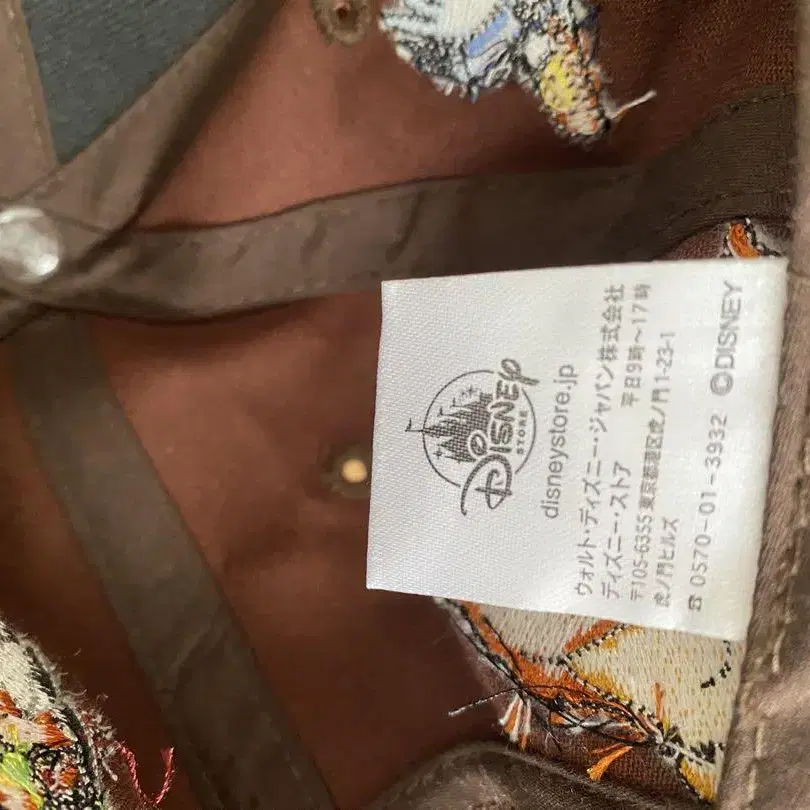 Disney
STORE
disneystore.jp
ウォルト・ディズニー・ジャパン株式会社
ディズニー・ストア 平日9時～17時
〒105-6355 東京都港区虎ノ門1-23-1
虎ノ門ヒルズ
☎ 0570-01-3932 ©DISNEY